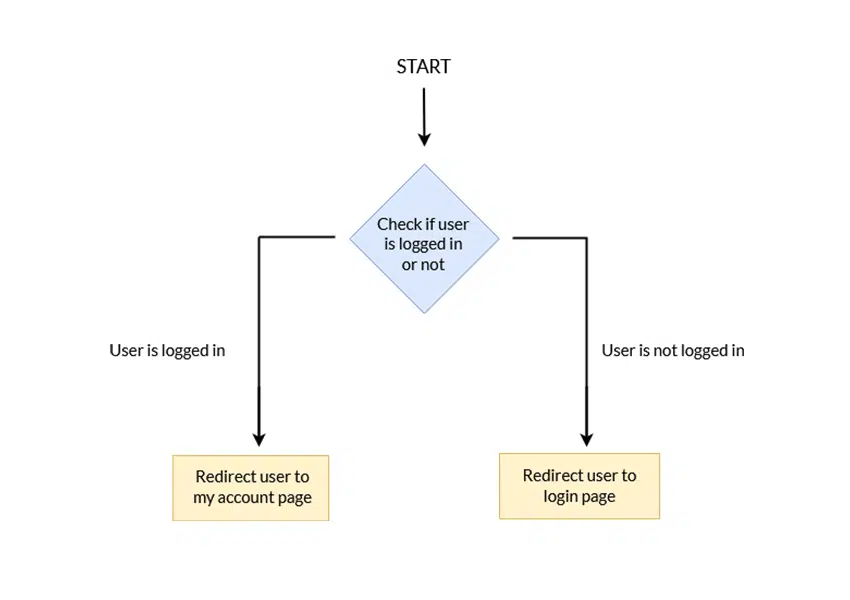 START
Check if user
is logged in
or not
User is logged in
User is not logged in
Redirect user to
my account page
Redirect user to
login page